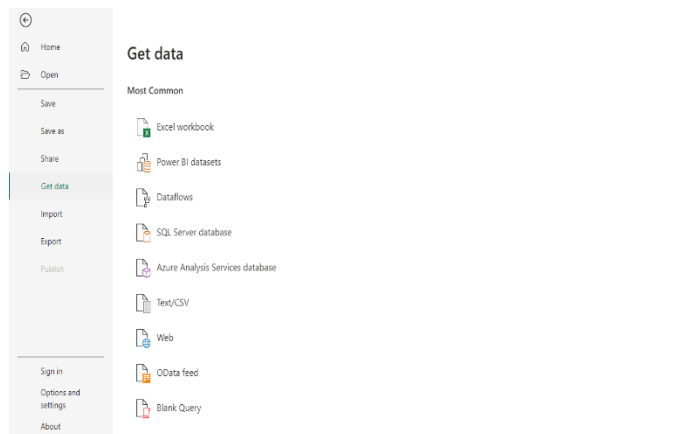 Home
Open
Save
Save as
Share
Get data
Import
Export
Publish
Sign in
Options and
settings
About
Get data
Most Common
Excel workbook
Power BI datasets
Dataflows
SQL Server database
Azure Analysis Services database
Text/CSV
Web
OData feed
Blank Query